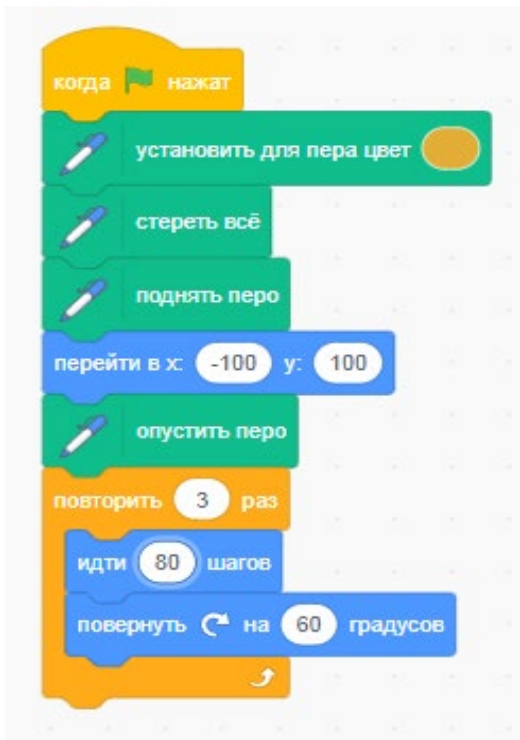 когда нажат
установить для пера цвет
стереть всё
поднять перо
перейти в x: -100 y: 100
опустить перо
повторить 3 раз
идти 80 шагов
повернуть на 60 градусов